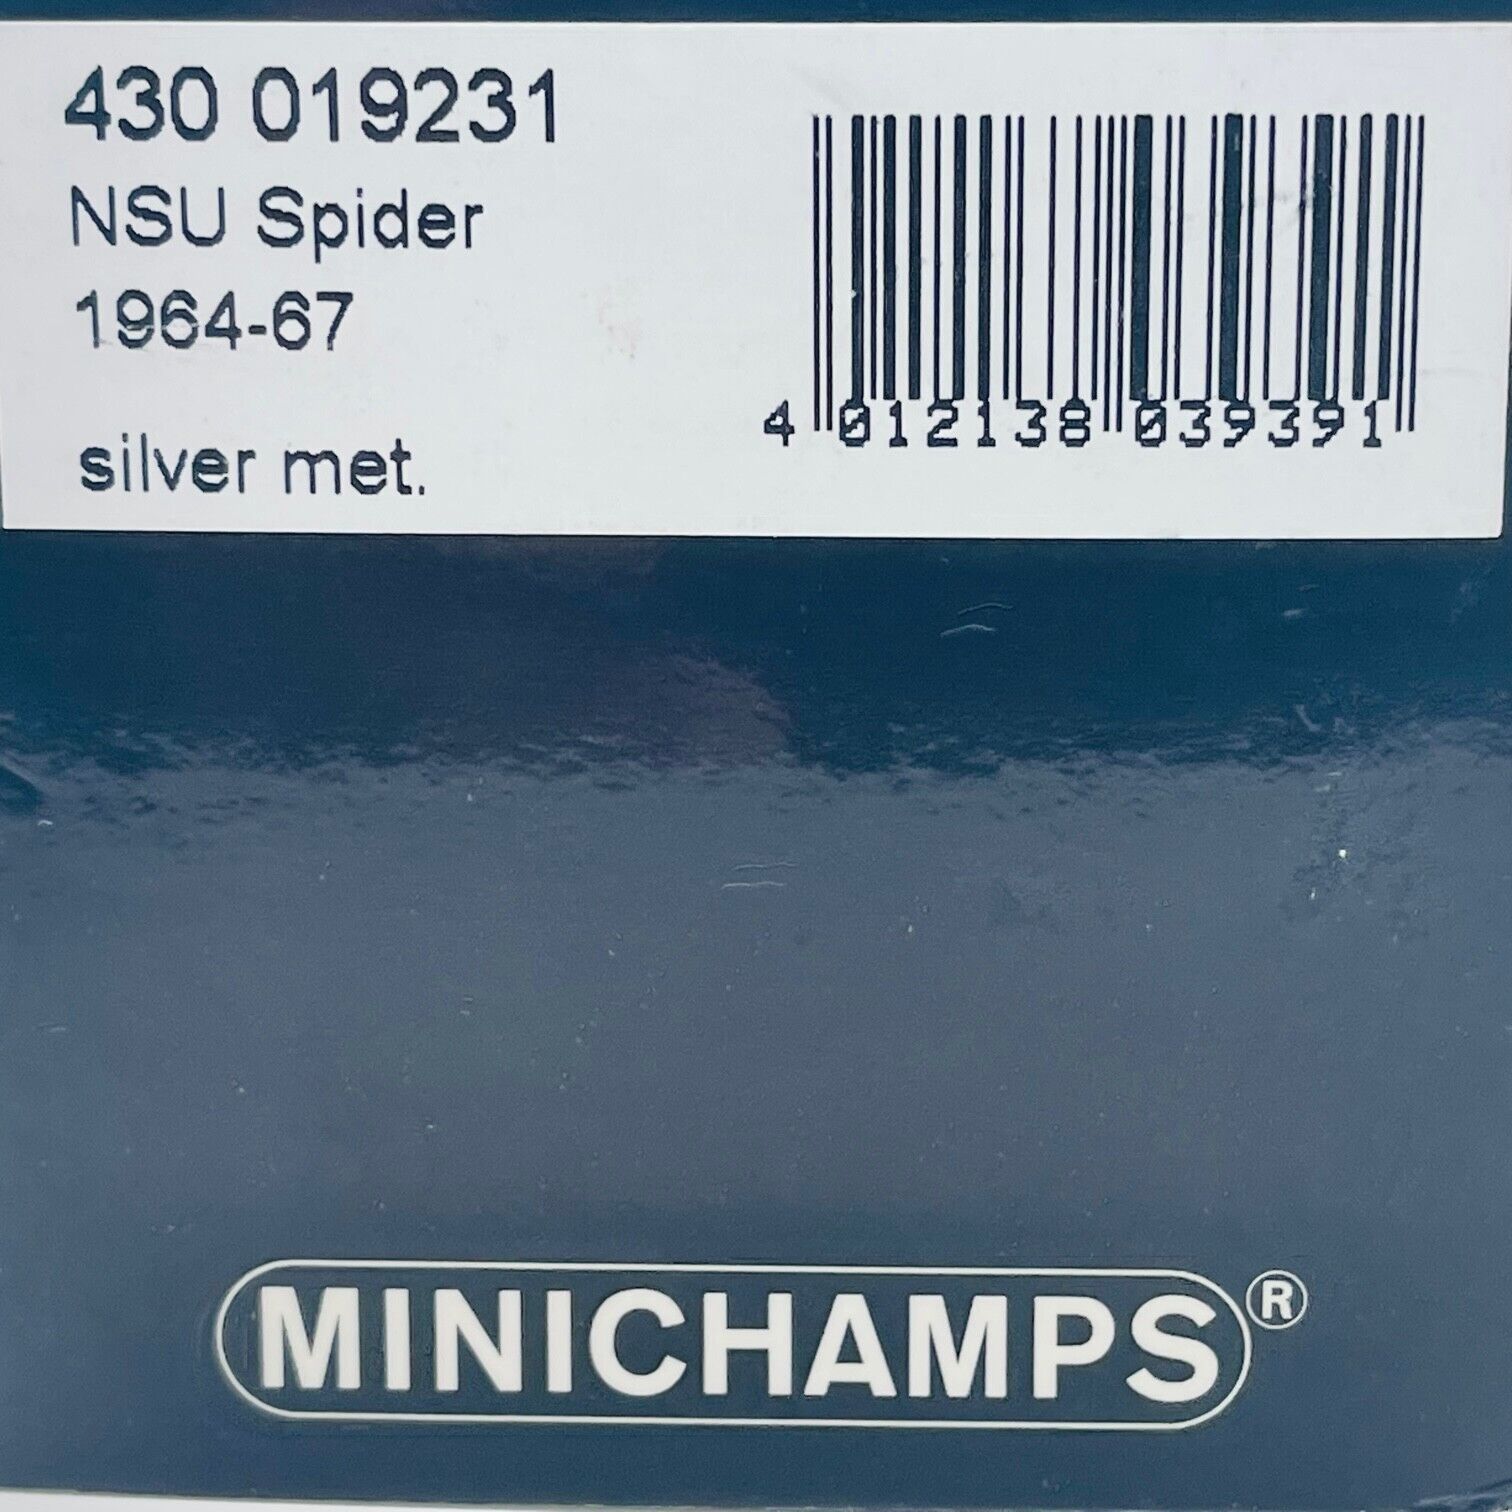 430 019231
NSU Spider
1964-67
silver met.
4 012138 039391
MINICHAMPS®